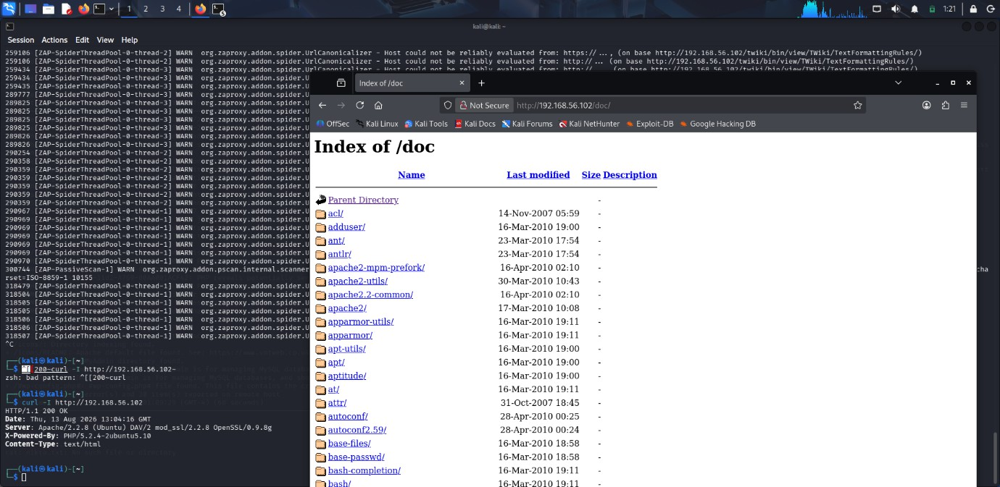 1 2 3 4 5 1:21
kali@kali: ~
Session Actions Edit View Help
259106 [ZAP-SpiderThreadPool-0-thread-2] WARN org.zaproxy.addon.spider.UrlCanonicalizer - Host could not be reliably evaluated from: https://..., (on base http://192.168.56.102/twiki/bin/view/TWiki/TextFormattingRules/)
259106 [ZAP-SpiderThreadPool-0-thread-2] WARN org.zaproxy.addon.spider.UrlCanonicalizer - Host could not be reliably evaluated from: http://... (on base http://192.168.56.102/twiki/bin/view/TWiki/TextFormattingRules/)
259434 [ZAP-SpiderThreadPool-0-thread-3] WARN org.zaproxy.addon.spider.UrlCanonicalizer - Host could not be reliably evaluated from: http://... (on base http://192.168.56.102/twiki/bin/view/TWiki/TextFormattingRules/)
259434 [ZAP-SpiderThreadPool-0-thread-3] WARN org.zaproxy.addon.spider.U
259435 [ZAP-SpiderThreadPool-0-thread-3] WARN org.zaproxy.addon.spider.U
289777 [ZAP-SpiderThreadPool-0-thread-3] WARN org.zaproxy.addon.spider.U
289825 [ZAP-SpiderThreadPool-0-thread-3] WARN org.zaproxy.addon.spider.U
289825 [ZAP-SpiderThreadPool-0-thread-3] WARN org.zaproxy.addon.spider.U
289825 [ZAP-SpiderThreadPool-0-thread-3] WARN org.zaproxy.addon.spider.U
289825 [ZAP-SpiderThreadPool-0-thread-3] WARN org.zaproxy.addon.spider.U
289826 [ZAP-SpiderThreadPool-0-thread-3] WARN org.zaproxy.addon.spider.U
289826 [ZAP-SpiderThreadPool-0-thread-3] WARN org.zaproxy.addon.spider.U
290254 [ZAP-SpiderThreadPool-0-thread-2] WARN org.zaproxy.addon.spider.U
290358 [ZAP-SpiderThreadPool-0-thread-2] WARN org.zaproxy.addon.spider.U
290359 [ZAP-SpiderThreadPool-0-thread-2] WARN org.zaproxy.addon.spider.U
290359 [ZAP-SpiderThreadPool-0-thread-2] WARN org.zaproxy.addon.spider.U
290359 [ZAP-SpiderThreadPool-0-thread-2] WARN org.zaproxy.addon.spider.U
290359 [ZAP-SpiderThreadPool-0-thread-2] WARN org.zaproxy.addon.spider.U
290359 [ZAP-SpiderThreadPool-0-thread-2] WARN org.zaproxy.addon.spider.U
290967 [ZAP-SpiderThreadPool-0-thread-1] WARN org.zaproxy.addon.spider.U
290969 [ZAP-SpiderThreadPool-0-thread-1] WARN org.zaproxy.addon.spider.U
290969 [ZAP-SpiderThreadPool-0-thread-1] WARN org.zaproxy.addon.spider.U
290969 [ZAP-SpiderThreadPool-0-thread-1] WARN org.zaproxy.addon.spider.U
290969 [ZAP-SpiderThreadPool-0-thread-1] WARN org.zaproxy.addon.spider.U
290969 [ZAP-SpiderThreadPool-0-thread-1] WARN org.zaproxy.addon.spider.U
290970 [ZAP-SpiderThreadPool-0-thread-1] WARN org.zaproxy.addon.spider.U
300744 [ZAP-PassiveScan-1] WARN org.zaproxy.addon.pscan.internal.scanner cha
rset=ISO-8859-1 10155
318479 [ZAP-SpiderThreadPool-0-thread-1] WARN org.zaproxy.addon.spider.U
318504 [ZAP-SpiderThreadPool-0-thread-1] WARN org.zaproxy.addon.spider.U
318505 [ZAP-SpiderThreadPool-0-thread-1] WARN org.zaproxy.addon.spider.U
318505 [ZAP-SpiderThreadPool-0-thread-1] WARN org.zaproxy.addon.spider.U
318506 [ZAP-SpiderThreadPool-0-thread-1] WARN org.zaproxy.addon.spider.U
318506 [ZAP-SpiderThreadPool-0-thread-1] WARN org.zaproxy.addon.spider.U
318507 [ZAP-SpiderThreadPool-0-thread-1] WARN org.zaproxy.addon.spider.U
^C
┌──(kali㉿kali)-[~]
└─$ ^[[200~curl -I http://192.168.56.102~
zsh: bad pattern: ^[[200~curl
┌──(kali㉿kali)-[~]
└─$ curl -I http://192.168.56.102
HTTP/1.1 200 OK
Date: Thu, 13 Aug 2026 13:04:16 GMT
Server: Apache/2.2.8 (Ubuntu) DAV/2 mod_ssl/2.2.8 OpenSSL/0.9.8g
X-Powered-By: PHP/5.2.4-2ubuntu5.10
Content-Type: text/html
┌──(kali㉿kali)-[~]
└─$
Index of /doc
Not Secure http://192.168.56.102/doc/
OffSec Kali Linux Kali Tools Kali Docs Kali Forums Kali NetHunter Exploit-DB Google Hacking DB
Index of /doc
Name Last modified Size Description
Parent Directory -
acl/ 14-Nov-2007 05:59 -
adduser/ 16-Mar-2010 19:00 -
ant/ 23-Mar-2010 17:54 -
antlr/ 23-Mar-2010 17:54 -
apache2-mpm-prefork/ 16-Apr-2010 02:10 -
apache2-utils/ 30-Mar-2010 10:43 -
apache2.2-common/ 16-Apr-2010 02:10 -
apache2/ 17-Mar-2010 10:08 -
apparmor-utils/ 16-Mar-2010 19:11 -
apparmor/ 16-Mar-2010 19:11 -
apt-utils/ 16-Mar-2010 19:00 -
apt/ 16-Mar-2010 19:00 -
aptitude/ 16-Mar-2010 19:00 -
at/ 16-Mar-2010 19:11 -
attr/ 31-Oct-2007 18:45 -
autoconf/ 28-Apr-2010 00:25 -
autoconf2.59/ 28-Apr-2010 00:24 -
base-files/ 16-Mar-2010 18:58 -
base-passwd/ 16-Mar-2010 18:58 -
bash-completion/ 16-Mar-2010 19:11 -
bash/ 16-Mar-2010 19:11 -